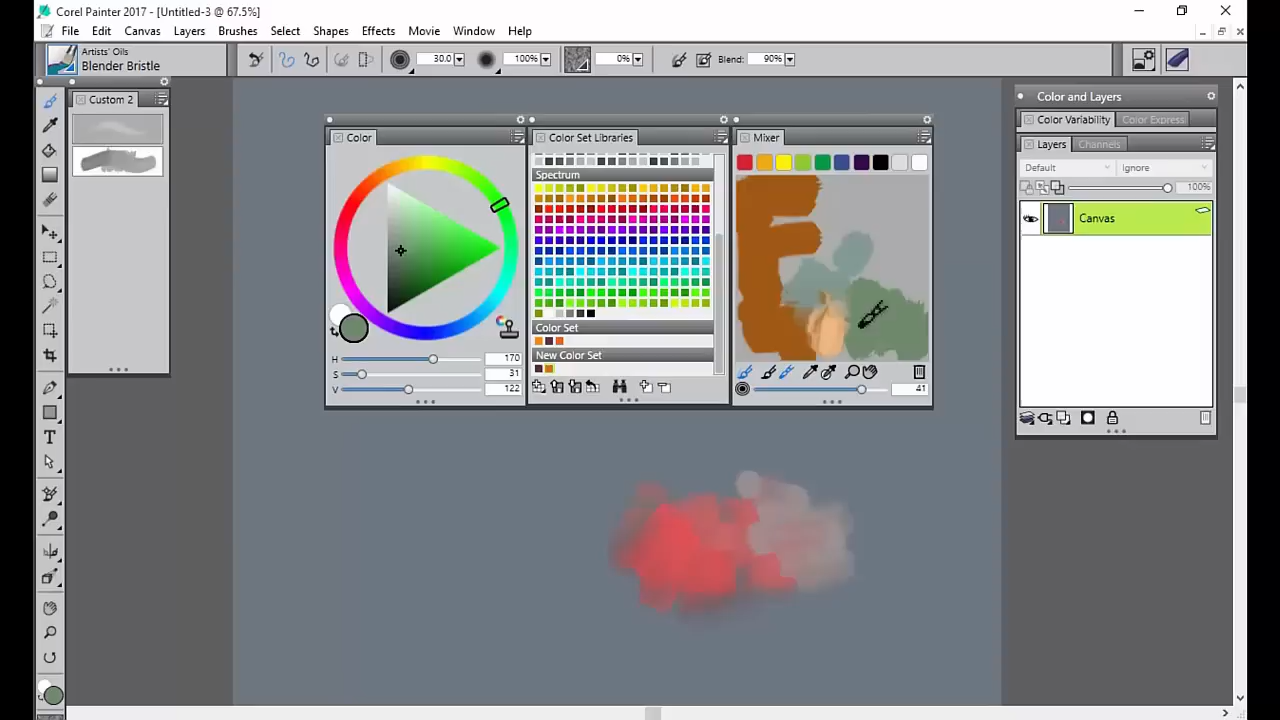 Corel Painter 2017 - [Untitled-3 @ 67.5%]
File Edit Canvas Layers Brushes Select Shapes Effects Movie Window Help
Artists' Oils
Blender Bristle
30.0 100% 0% Blend: 90%
Custom 2
Color
Color Set Libraries
Mixer
Spectrum
Color Set
New Color Set
H 170
S 31
V 122
41
Color and Layers
Color Variability Color Express
Layers Channels
Default Ignore
100%
Canvas
T